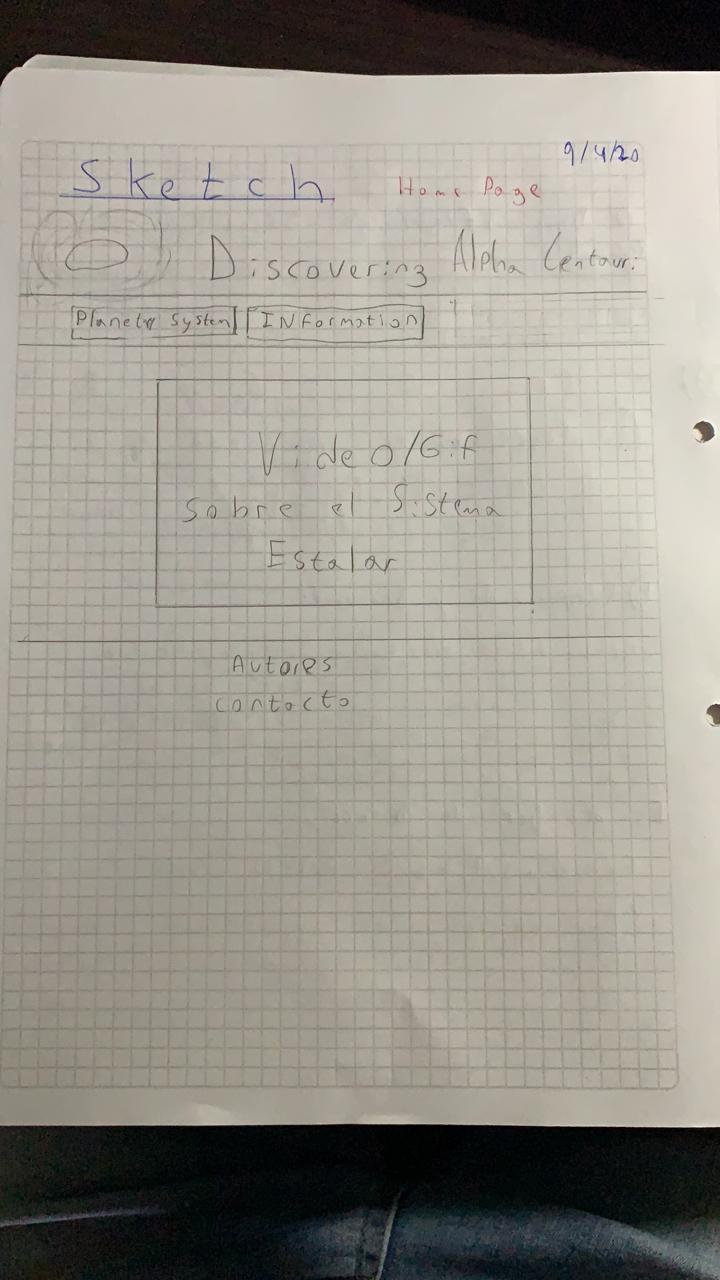 9/4/20
Sketch Home Page
Discovering Alpha Centauri
Planety System INFormation
Video/Gif
Sobre el Sistema
Estalar
Autores
contacto